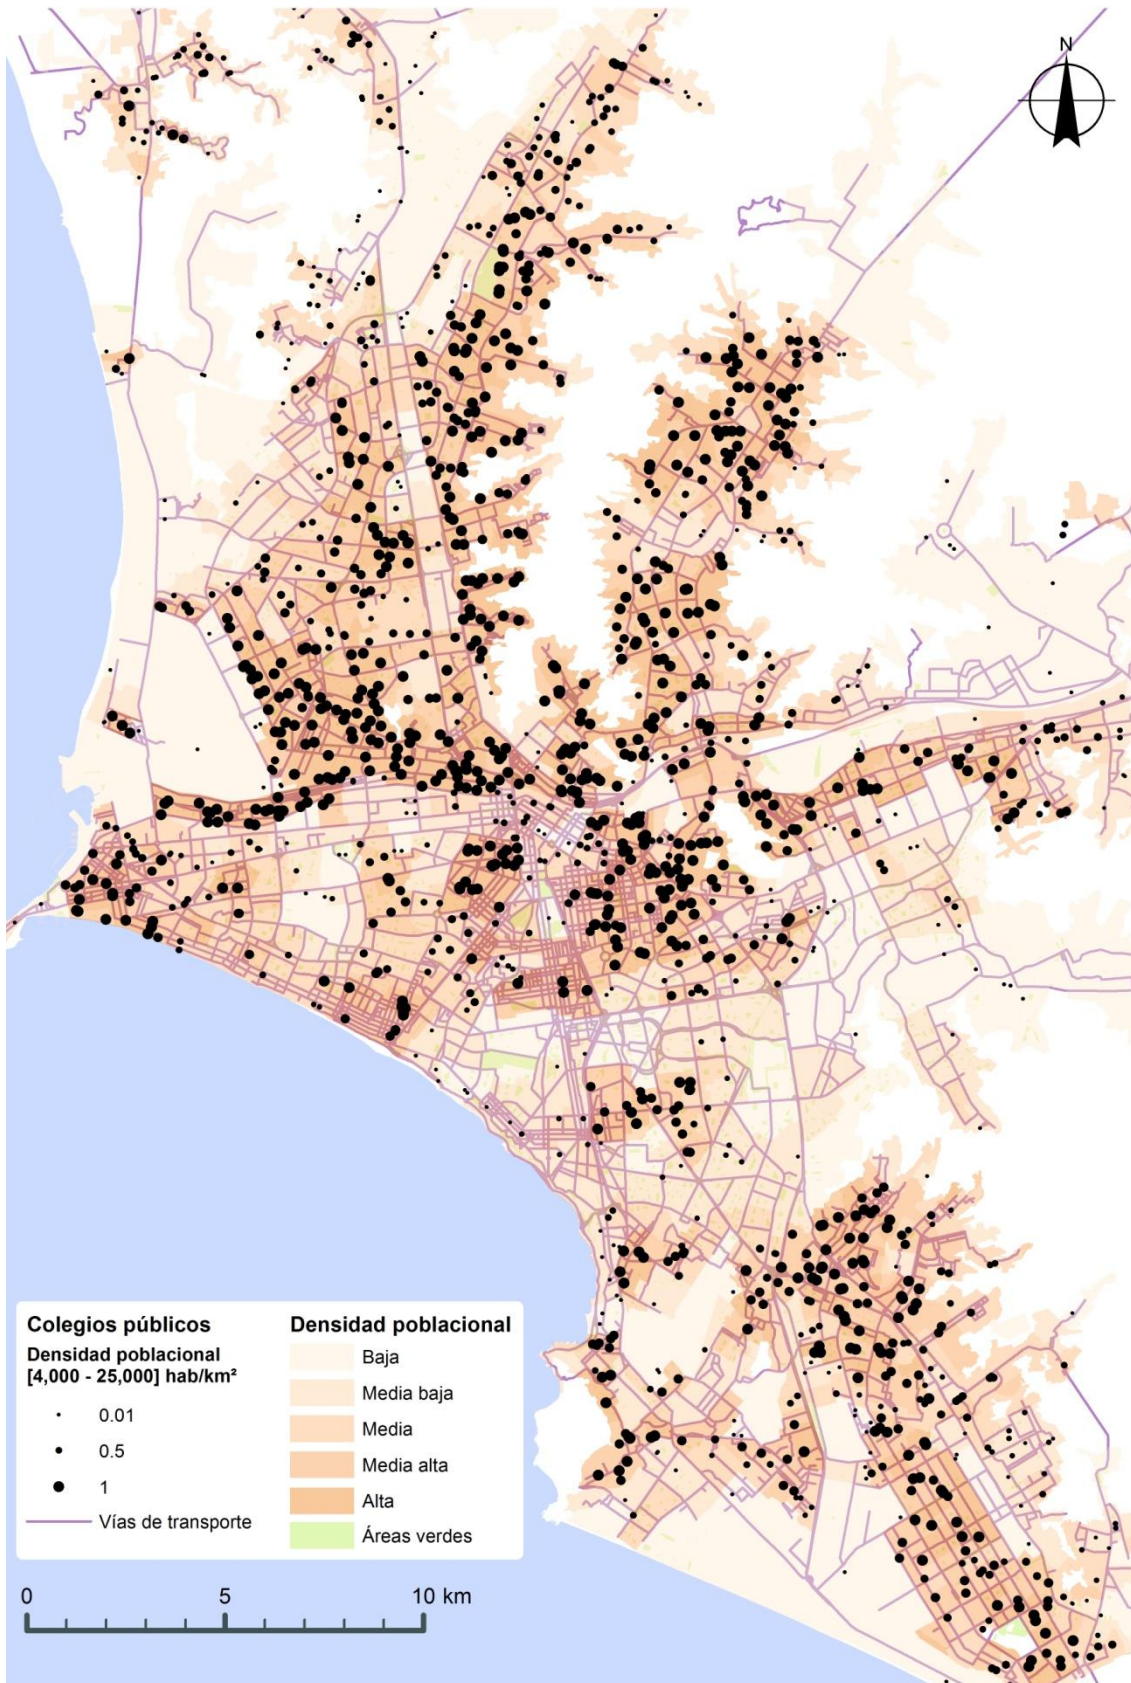 N
Colegios públicos
Densidad poblacional
[4,000 - 25,000] hab/km²
0.01
0.5
1
Vías de transporte
Densidad poblacional
Baja
Media baja
Media
Media alta
Alta
Áreas verdes
0 5 10 km